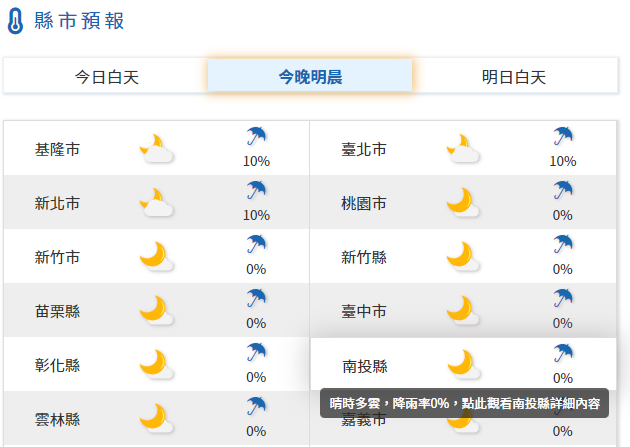 縣市預報
今日白天 今晚明晨 明日白天
基隆市 10% 臺北市 10%
新北市 10% 桃園市 0%
新竹市 0% 新竹縣 0%
苗栗縣 0% 臺中市 0%
彰化縣 0% 南投縣 0%
晴時多雲，降雨率0%，點此觀看南投縣詳細內容
雲林縣 0% 嘉義市 0%